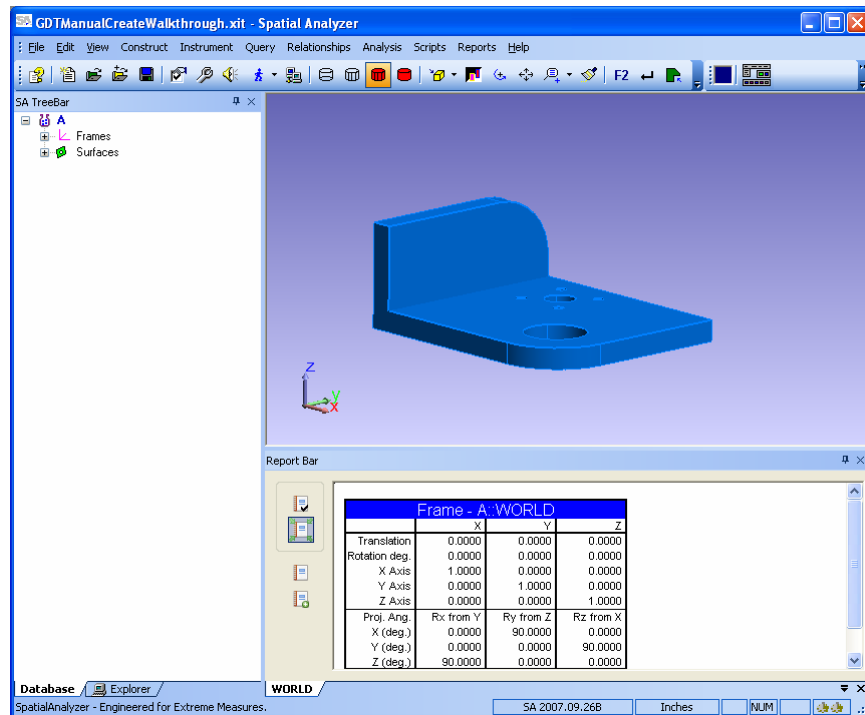 SA GDTManualCreateWalkthrough.xit - Spatial Analyzer
File Edit View Construct Instrument Query Relationships Analysis Scripts Reports Help
F2
SA TreeBar
A
Frames
Surfaces
Z
Y
X
Report Bar
Frame - A::WORLD
X Y Z
Translation 0.0000 0.0000 0.0000
Rotation deg. 0.0000 0.0000 0.0000
X Axis 1.0000 0.0000 0.0000
Y Axis 0.0000 1.0000 0.0000
Z Axis 0.0000 0.0000 1.0000
Proj. Ang. Rx from Y Ry from Z Rz from X
X (deg.) 0.0000 90.0000 0.0000
Y (deg.) 0.0000 0.0000 90.0000
Z (deg.) 90.0000 0.0000 0.0000
Database Explorer WORLD
SpatialAnalyzer - Engineered for Extreme Measures. SA 2007.09.26B Inches NUM